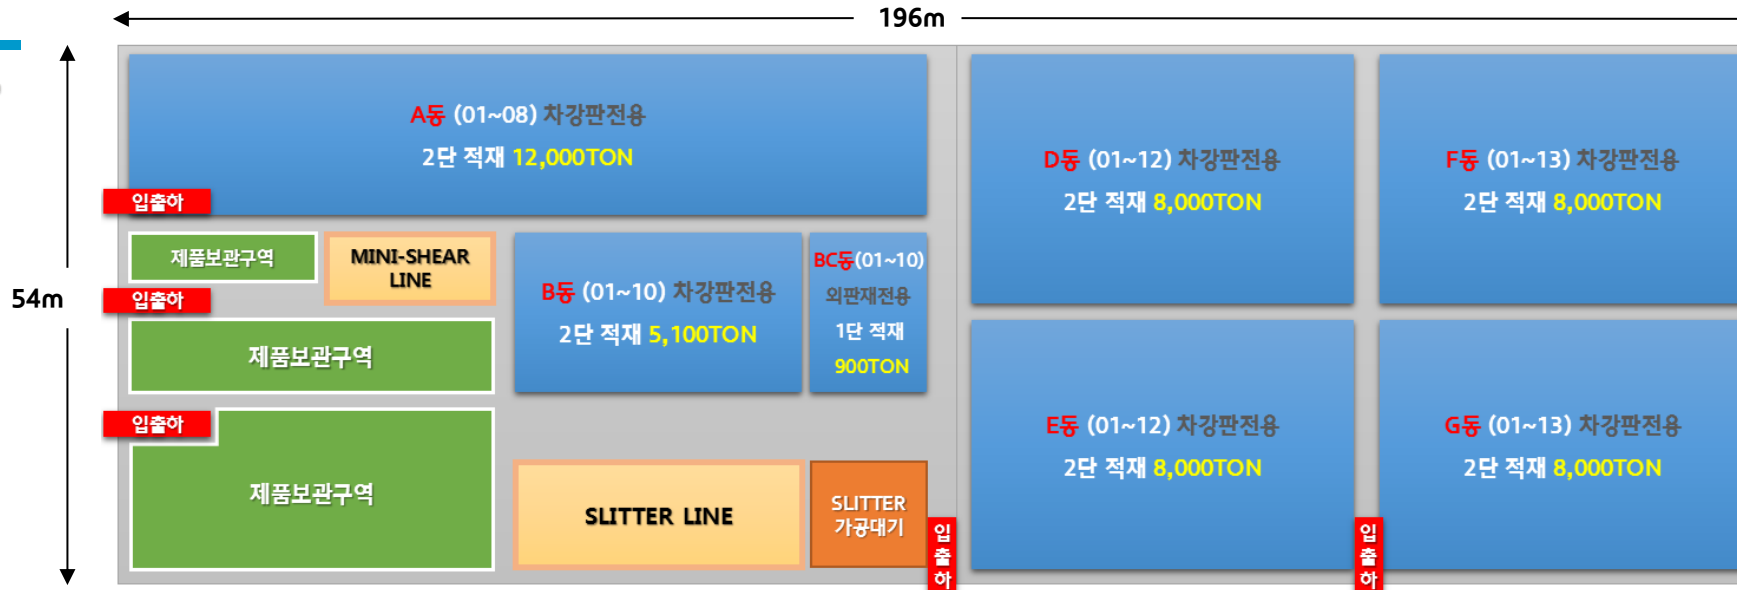 196m
54m
A동 (01~08) 차강판전용
2단 적재 12,000TON
입출하
제품보관구역
MINI-SHEAR
LINE
입출하
제품보관구역
입출하
제품보관구역
B동 (01~10) 차강판전용
2단 적재 5,100TON
BC동(01~10)
외판재전용
1단 적재
900TON
SLITTER LINE
SLITTER
가공대기
입
출
하
D동 (01~12) 차강판전용
2단 적재 8,000TON
F동 (01~13) 차강판전용
2단 적재 8,000TON
E동 (01~12) 차강판전용
2단 적재 8,000TON
입
출
하
G동 (01~13) 차강판전용
2단 적재 8,000TON